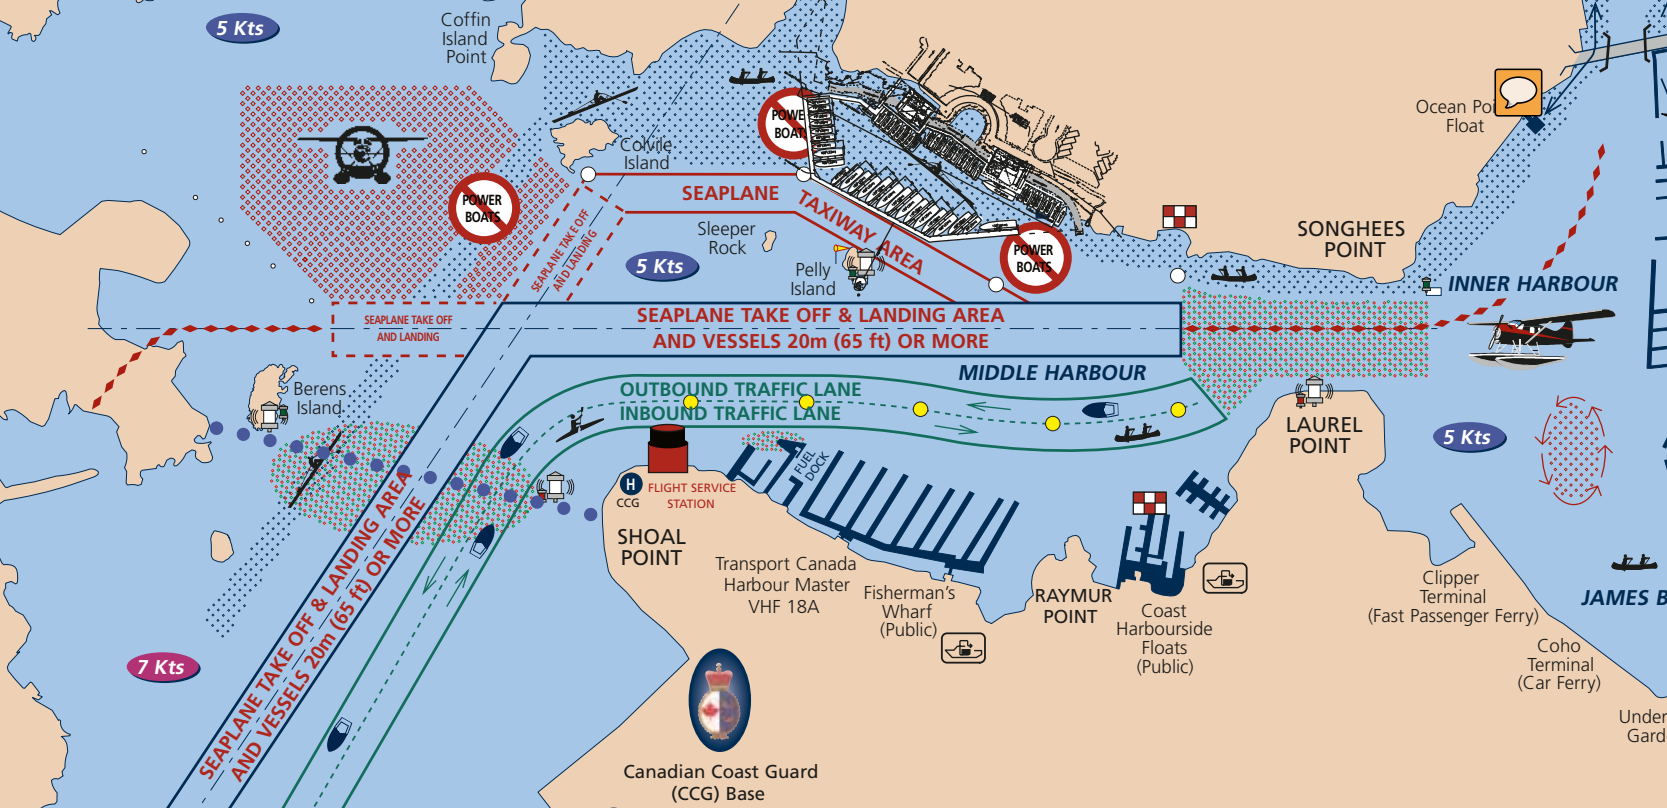 5 Kts
Coffin
Island
Point
POWER
BOATS
Colvile
Island
POWE
BOAT
Ocean Poi
Float
SEAPLANE TAXIWAY AREA
SEAPLANE TAKE OFF
AND LANDING
Sleeper
Rock
5 Kts
Pelly
Island
POWER
BOATS
SONGHEES
POINT
INNER HARBOUR
SEAPLANE TAKE OFF
AND LANDING
SEAPLANE TAKE OFF & LANDING AREA
AND VESSELS 20m (65 ft) OR MORE
MIDDLE HARBOUR
OUTBOUND TRAFFIC LANE
INBOUND TRAFFIC LANE
Berens
Island
LAUREL
POINT
5 Kts
FUEL
DOCK
H
CCG
FLIGHT SERVICE
STATION
SHOAL
POINT
SEAPLANE TAKE OFF & LANDING AREA
AND VESSELS 20m (65 ft) OR MORE
Transport Canada
Harbour Master
VHF 18A
Fisherman's
Wharf
(Public)
RAYMUR
POINT
Coast
Harbourside
Floats
(Public)
Clipper
Terminal
(Fast Passenger Ferry)
JAMES B
Coho
Terminal
(Car Ferry)
7 Kts
Under
Gard
Canadian Coast Guard
(CCG) Base